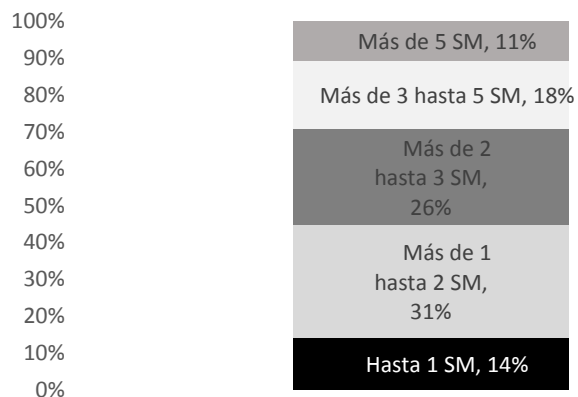 100%
90%
80%
70%
60%
50%
40%
30%
20%
10%
0%
Más de 5 SM, 11%
Más de 3 hasta 5 SM, 18%
Más de 2
hasta 3 SM,
26%
Más de 1
hasta 2 SM,
31%
Hasta 1 SM, 14%